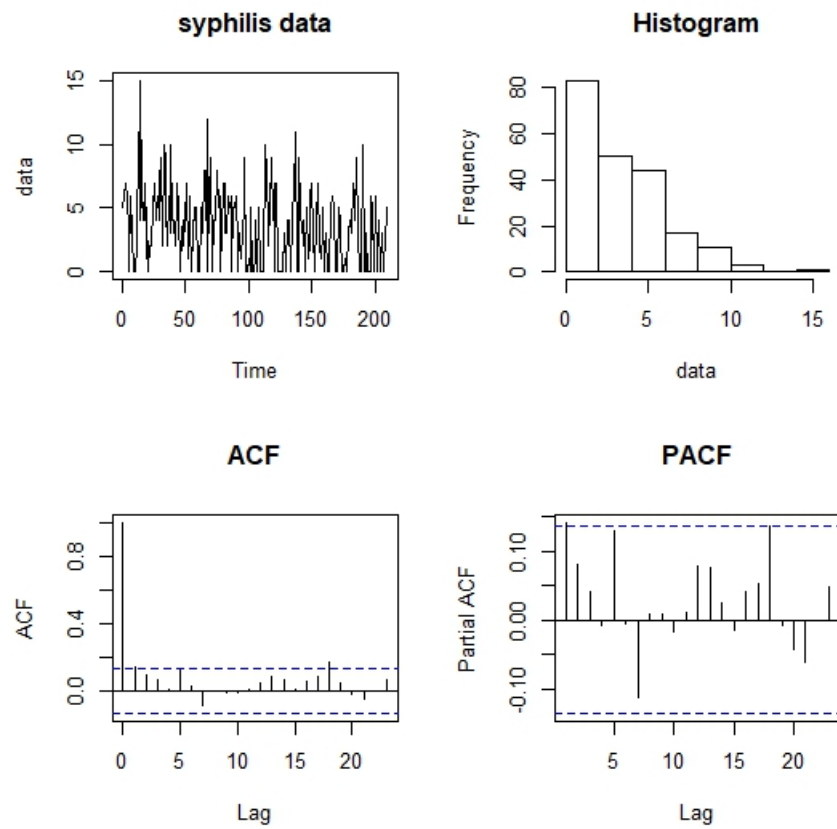 syphilis data
data
15
10
5
0
0 50 100 150 200
Time
Histogram
Frequency
80
60
40
20
0
0 5 10 15
data
ACF
ACF
0.8
0.4
0.0
0 5 10 15 20
Lag
PACF
Partial ACF
0.10
0.00
-0.10
5 10 15 20
Lag